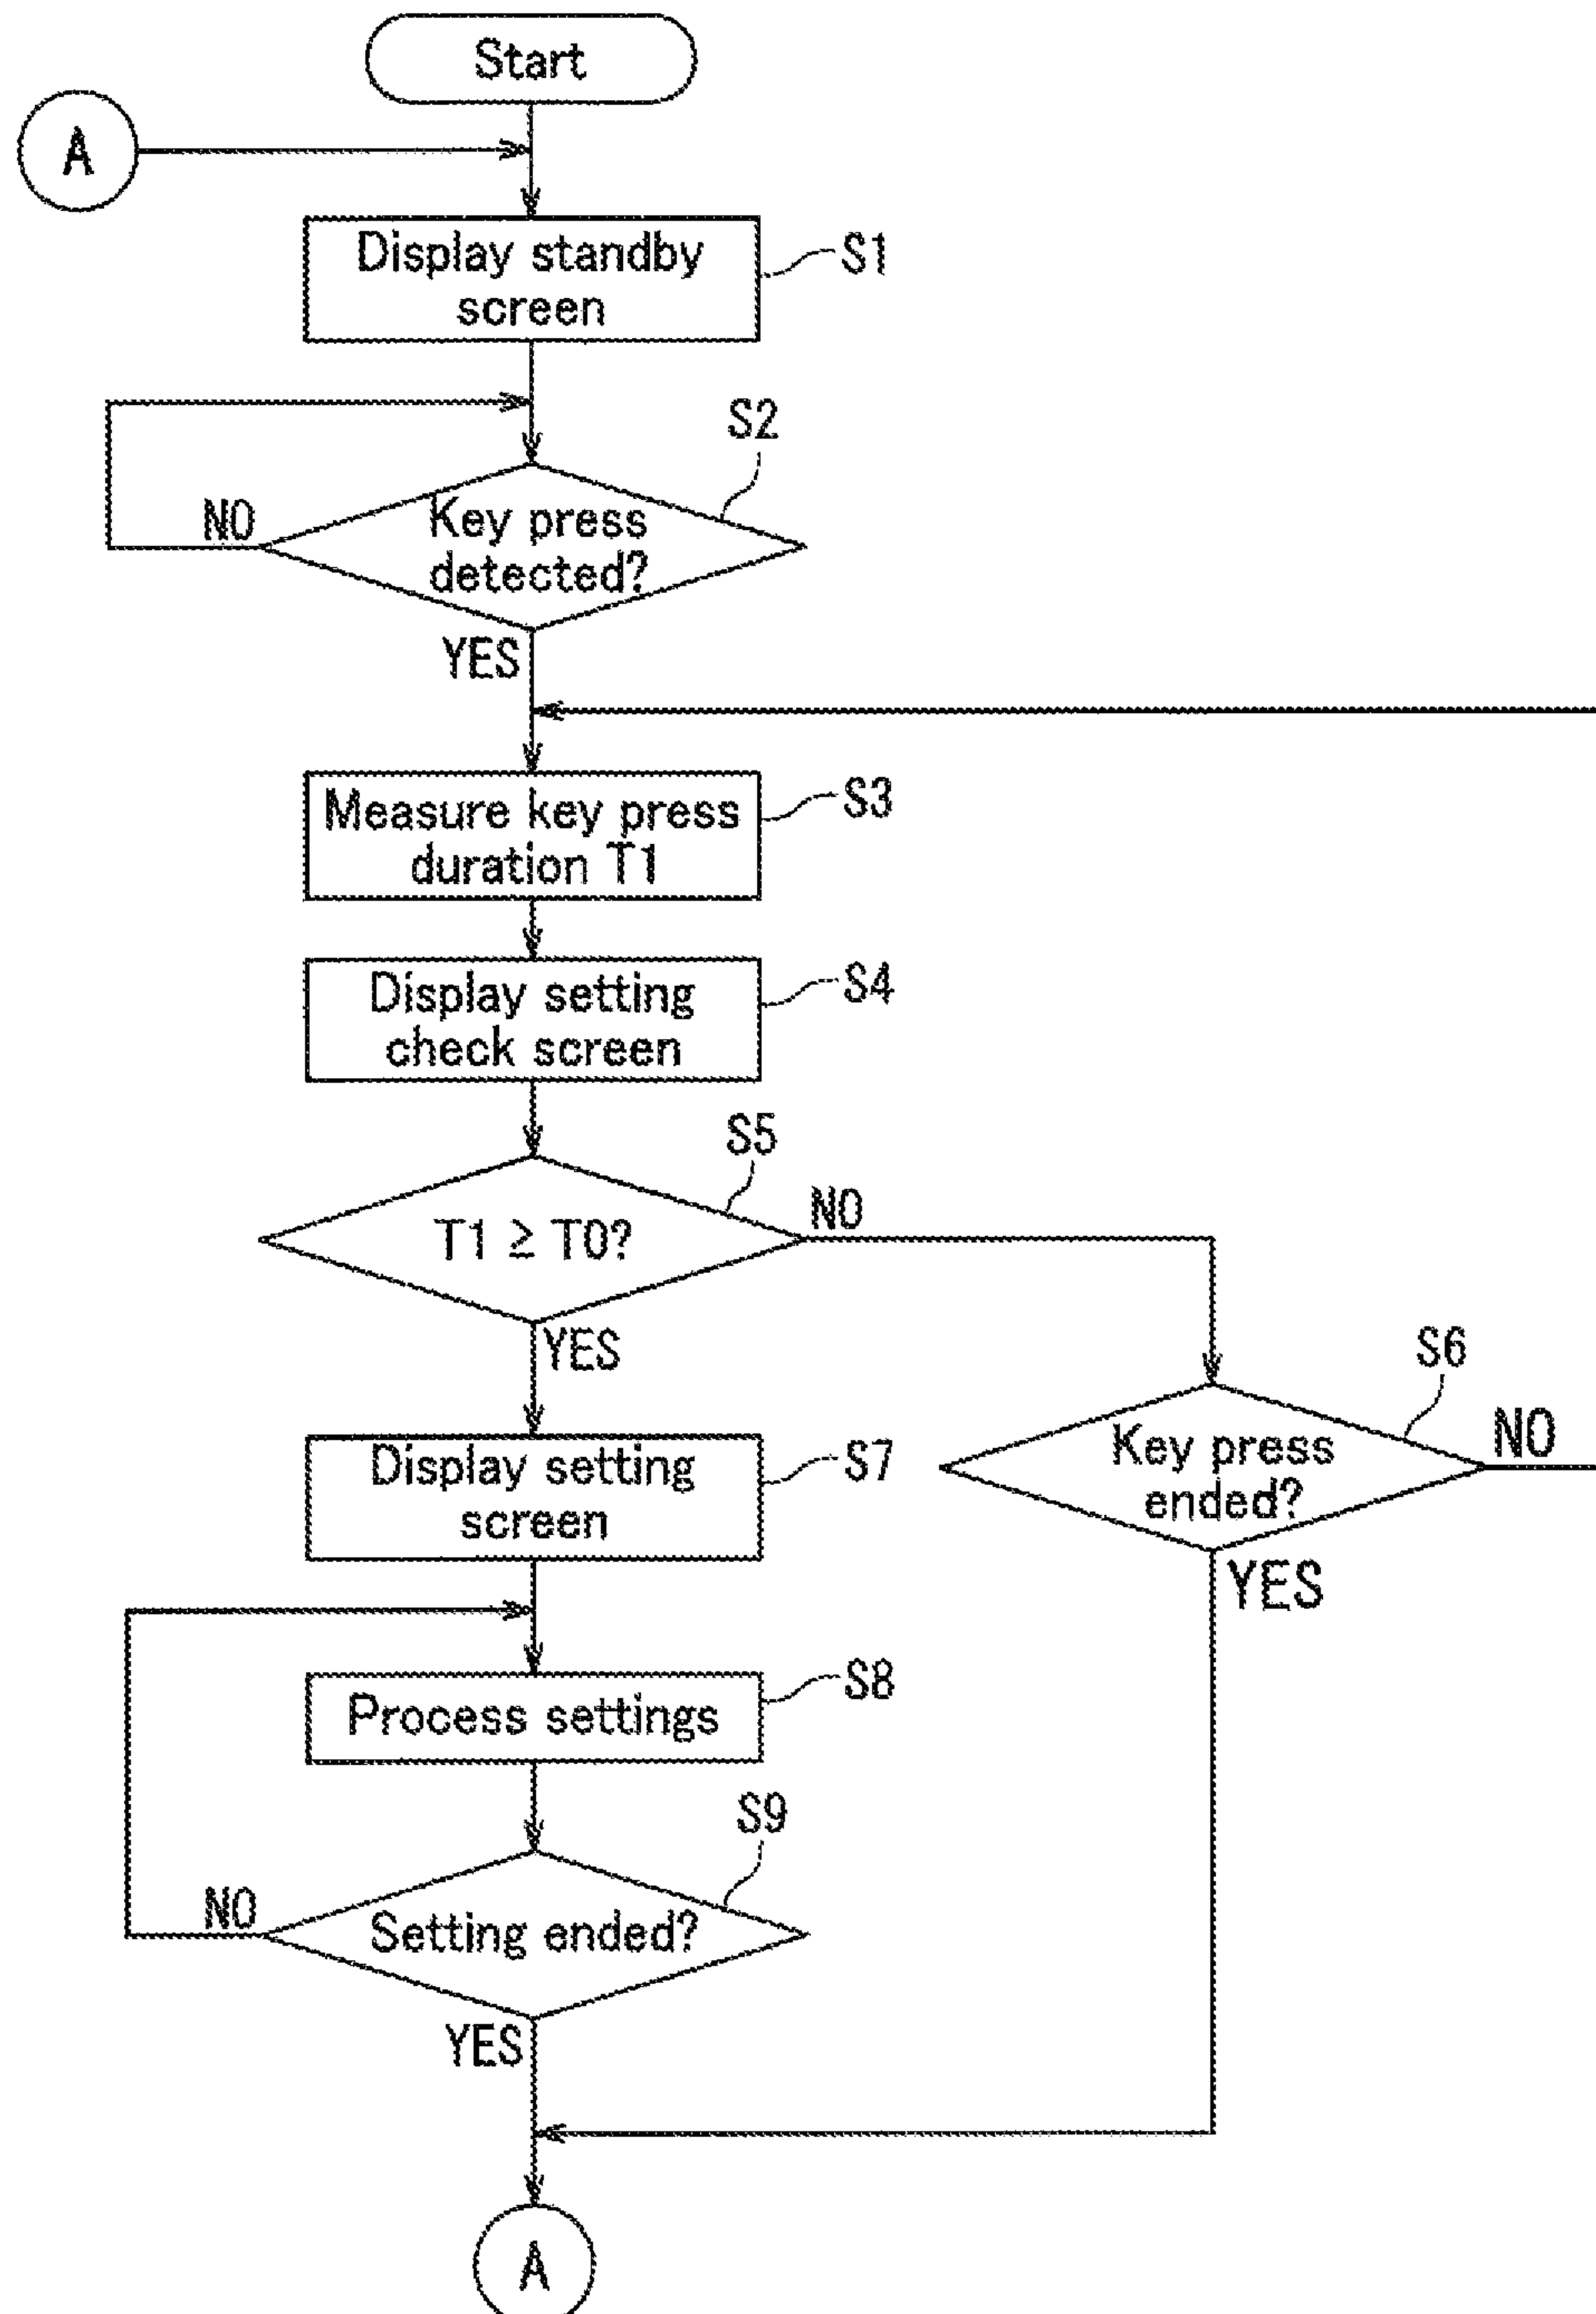 Start
A
Display standby
screen
S1
S2
NO
Key press
detected?
YES
Measure key press
duration T1
S3
Display setting
check screen
S4
S5
T1 ≥ T0?
NO
YES
S6
Key press
ended?
NO
YES
Display setting
screen
S7
Process settings
S8
S9
NO
Setting ended?
YES
A